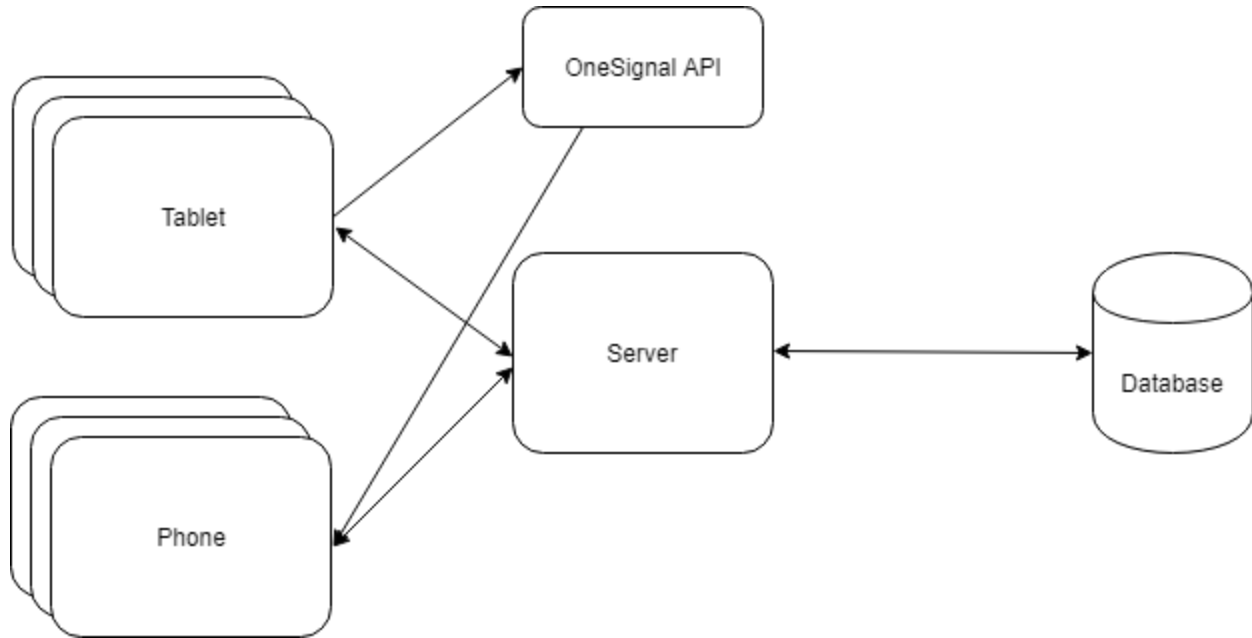 OneSignal API
Tablet
Server
Database
Phone